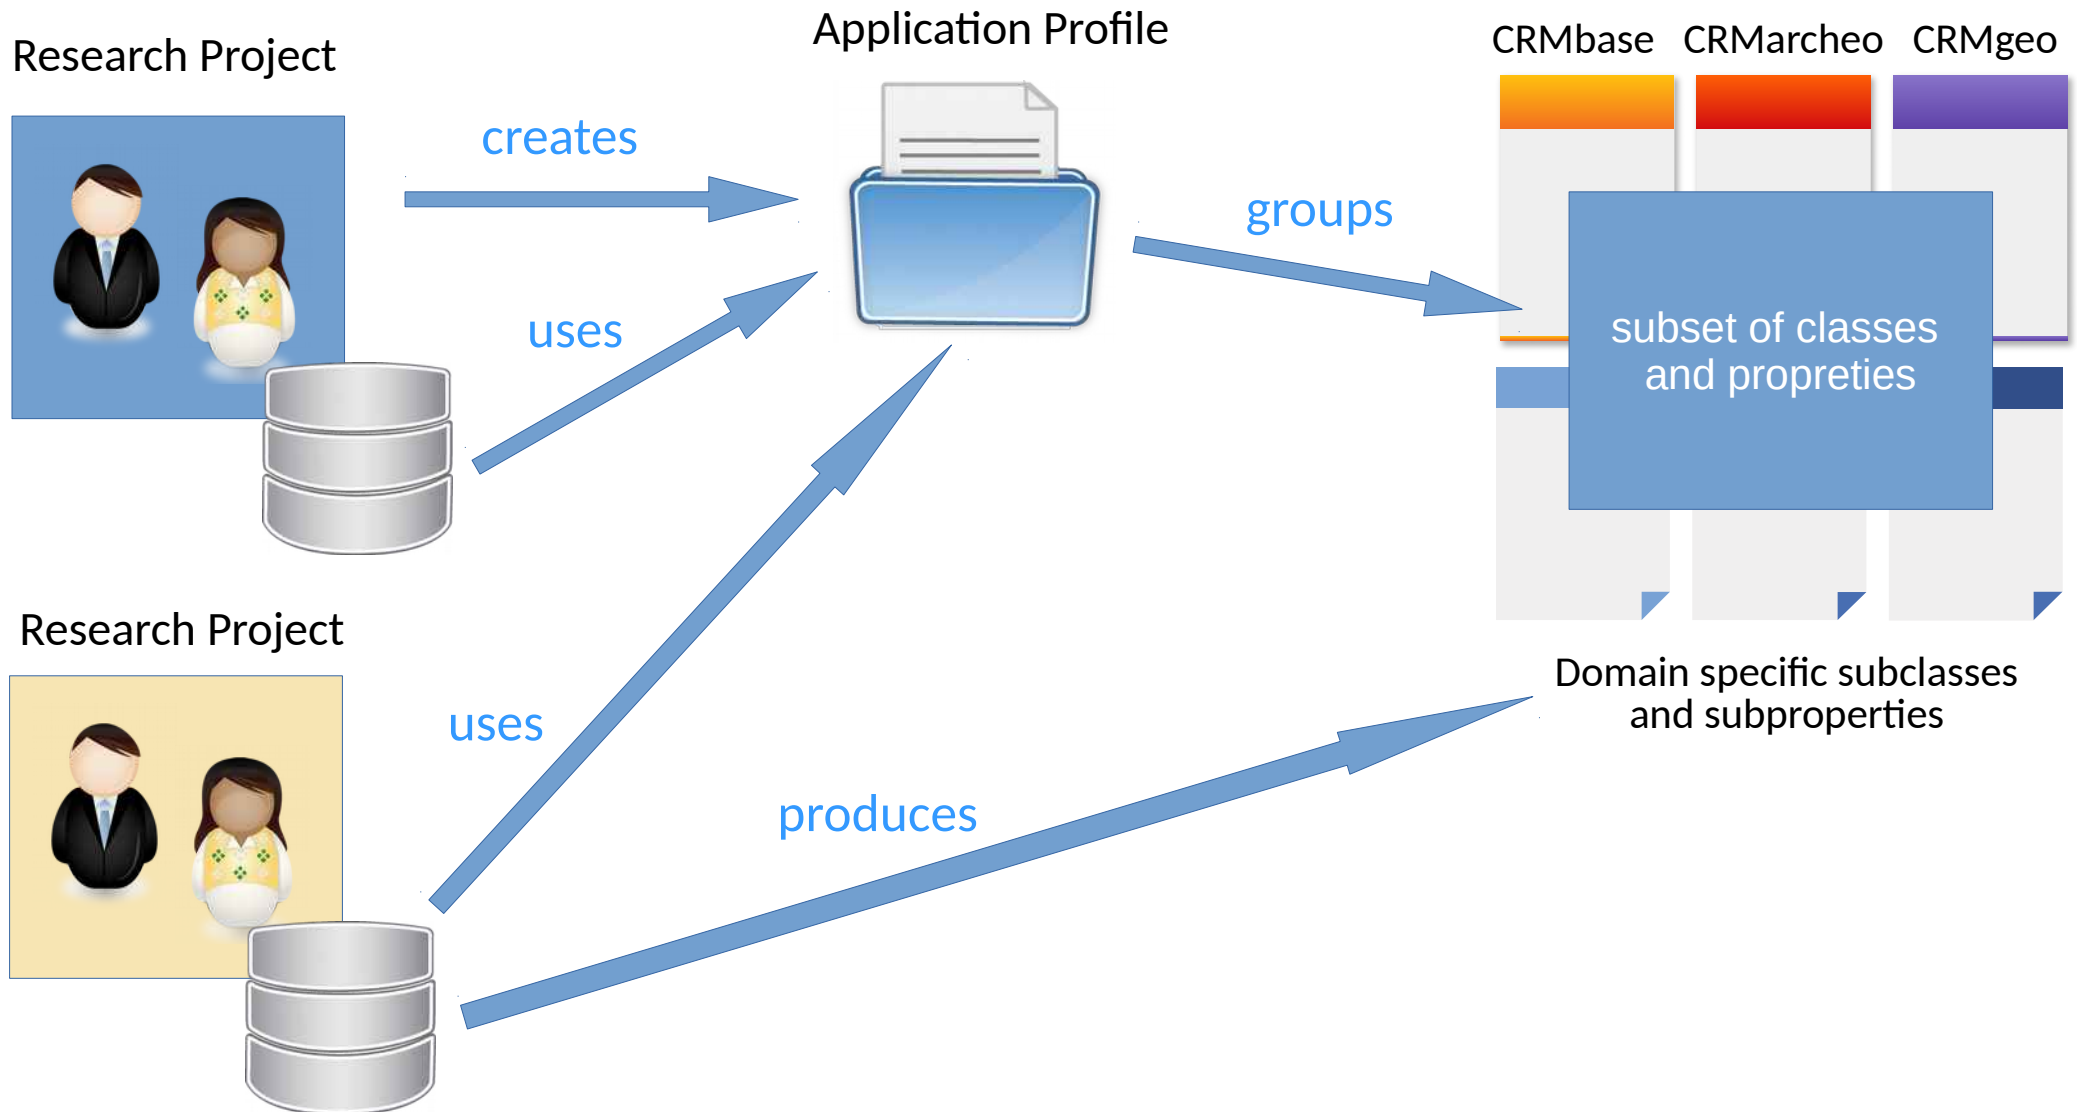 Research Project
Application Profile
CRMbase CRMarcheo CRMgeo
creates
groups
uses
subset of classes
and propreties
Research Project
Domain specific subclasses
and subproperties
uses
produces